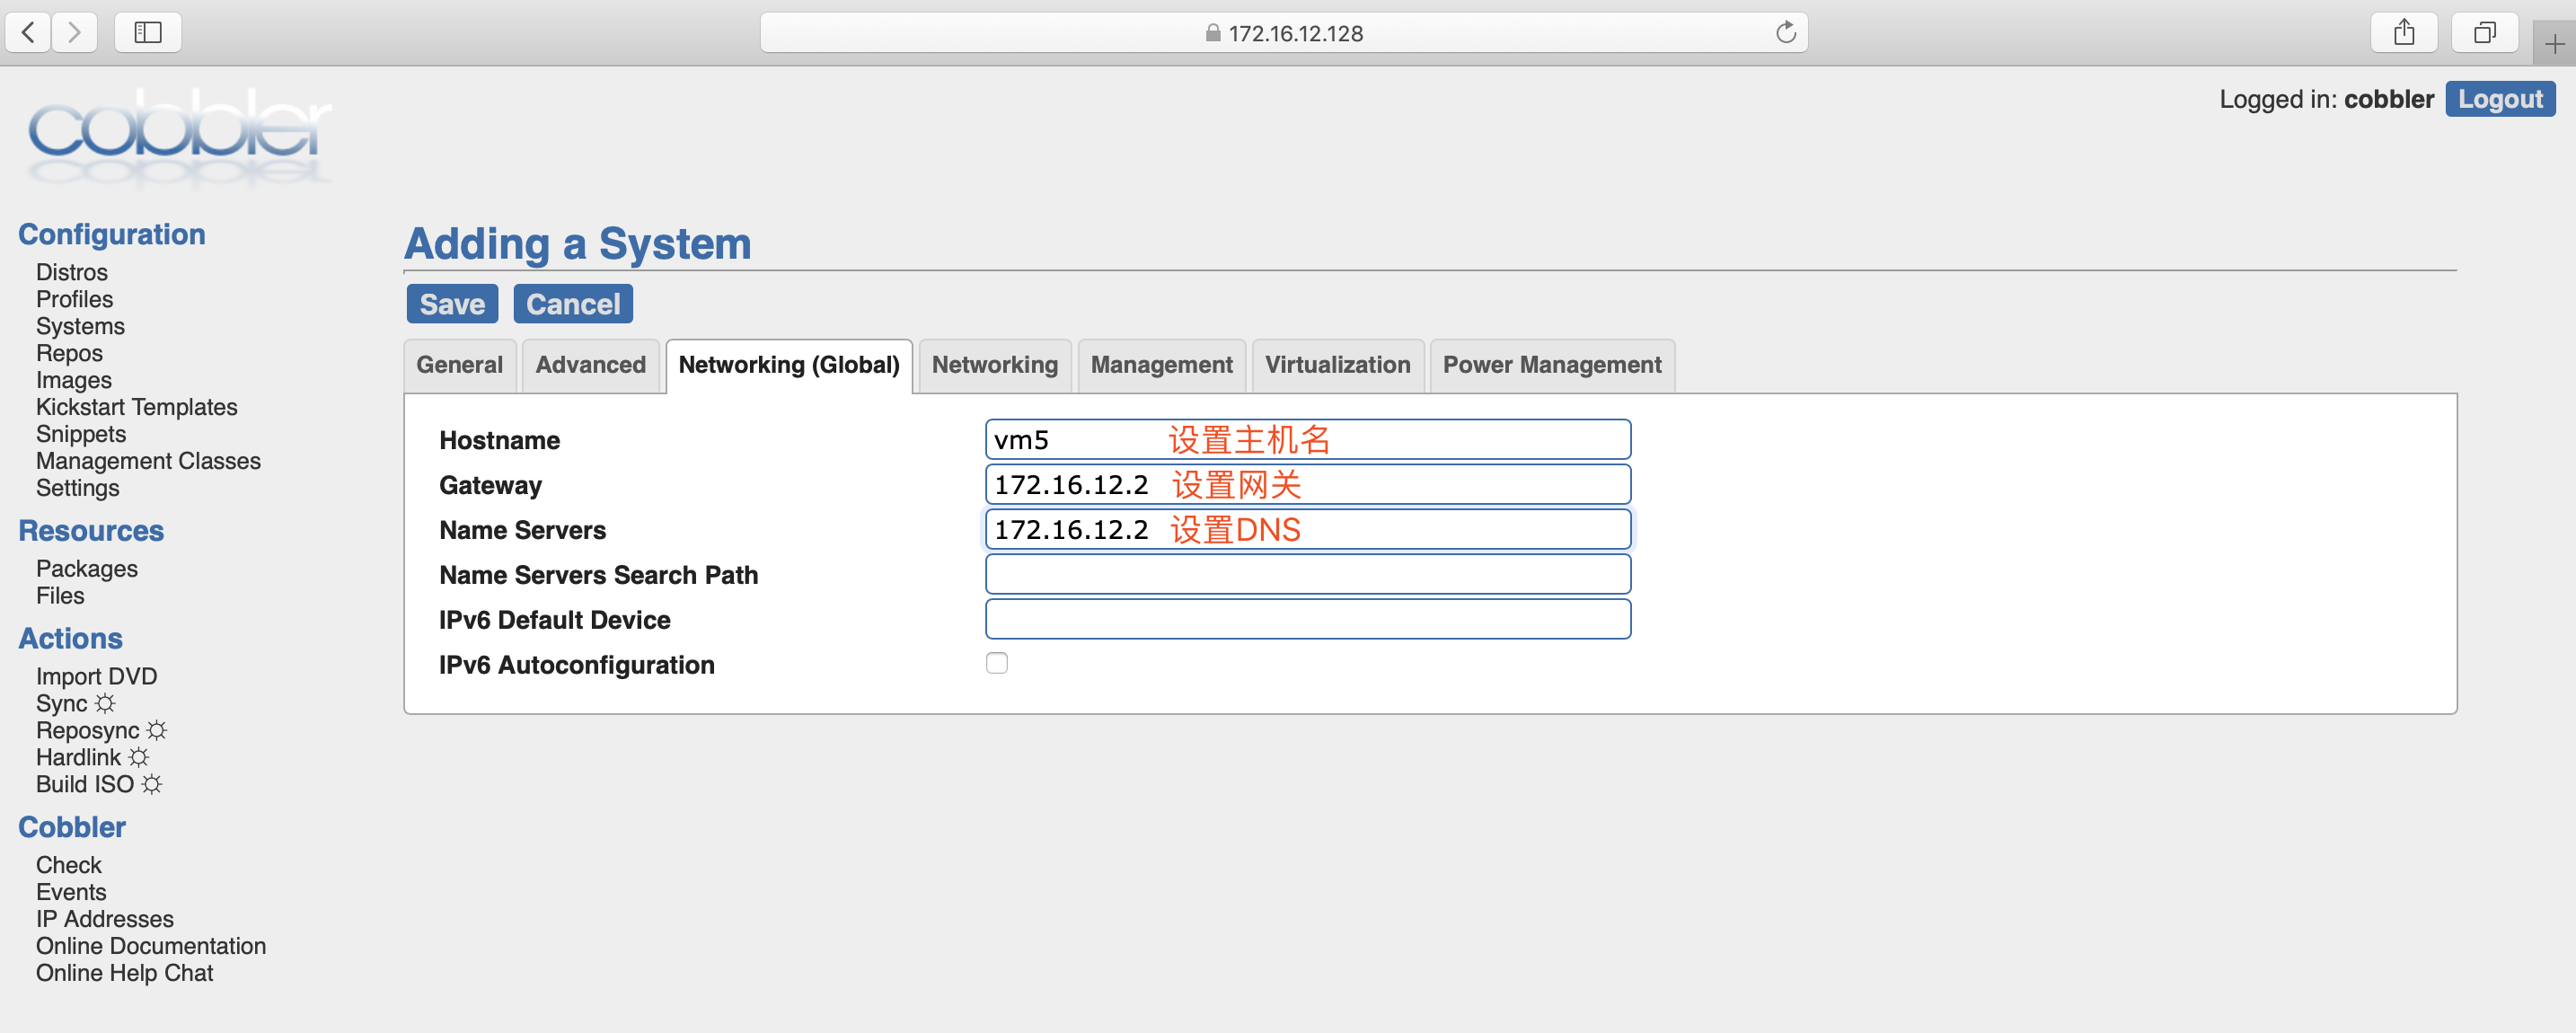 172.16.12.128
cobbler
Logged in: cobbler Logout
Configuration
Distros
Profiles
Systems
Repos
Images
Kickstart Templates
Snippets
Management Classes
Settings
Resources
Packages
Files
Actions
Import DVD
Sync
Reposync
Hardlink
Build ISO
Cobbler
Check
Events
IP Addresses
Online Documentation
Online Help Chat
Adding a System
Save Cancel
General Advanced Networking (Global) Networking Management Virtualization Power Management
Hostname vm5 设置主机名
Gateway 172.16.12.2 设置网关
Name Servers 172.16.12.2 设置DNS
Name Servers Search Path
IPv6 Default Device
IPv6 Autoconfiguration